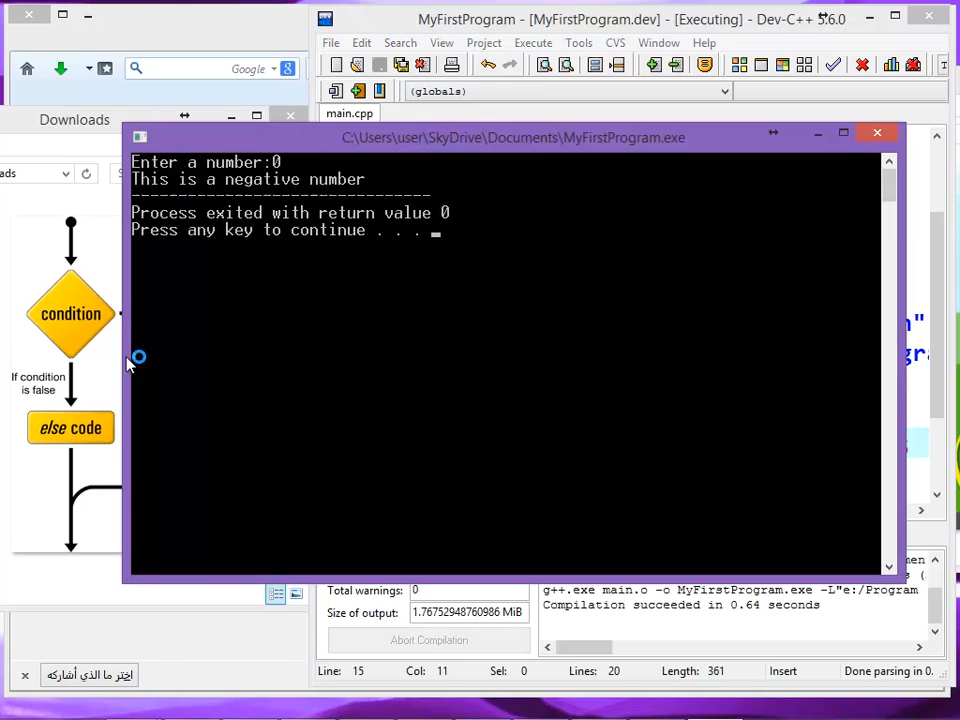 MyFirstProgram - [MyFirstProgram.dev] - [Executing] - Dev-C++ 5.6.0
File Edit Search View Project Execute Tools CVS Window Help
Google
(globals)
main.cpp
Downloads
C:\Users\user\SkyDrive\Documents\MyFirstProgram.exe
Enter a number:0
This is a negative number
--------------------------------
Process exited with return value 0
Press any key to continue . . .
condition
If condition
is false
else code
Total warnings: 0
Size of output: 1.76752948760986 MiB
Abort Compilation
g++.exe main.o -o MyFirstProgram.exe -L"e:/Program
Compilation succeeded in 0.64 seconds
اختر ما الذي أشاركه
Line: 15 Col: 11 Sel: 0 Lines: 20 Length: 361 Insert Done parsing in 0.